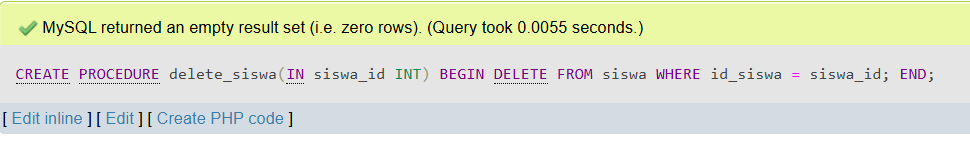 MySQL returned an empty result set (i.e. zero rows). (Query took 0.0055 seconds.)
CREATE PROCEDURE delete_siswa(IN siswa_id INT) BEGIN DELETE FROM siswa WHERE id_siswa = siswa_id; END;
[ Edit inline ] [ Edit ] [ Create PHP code ]